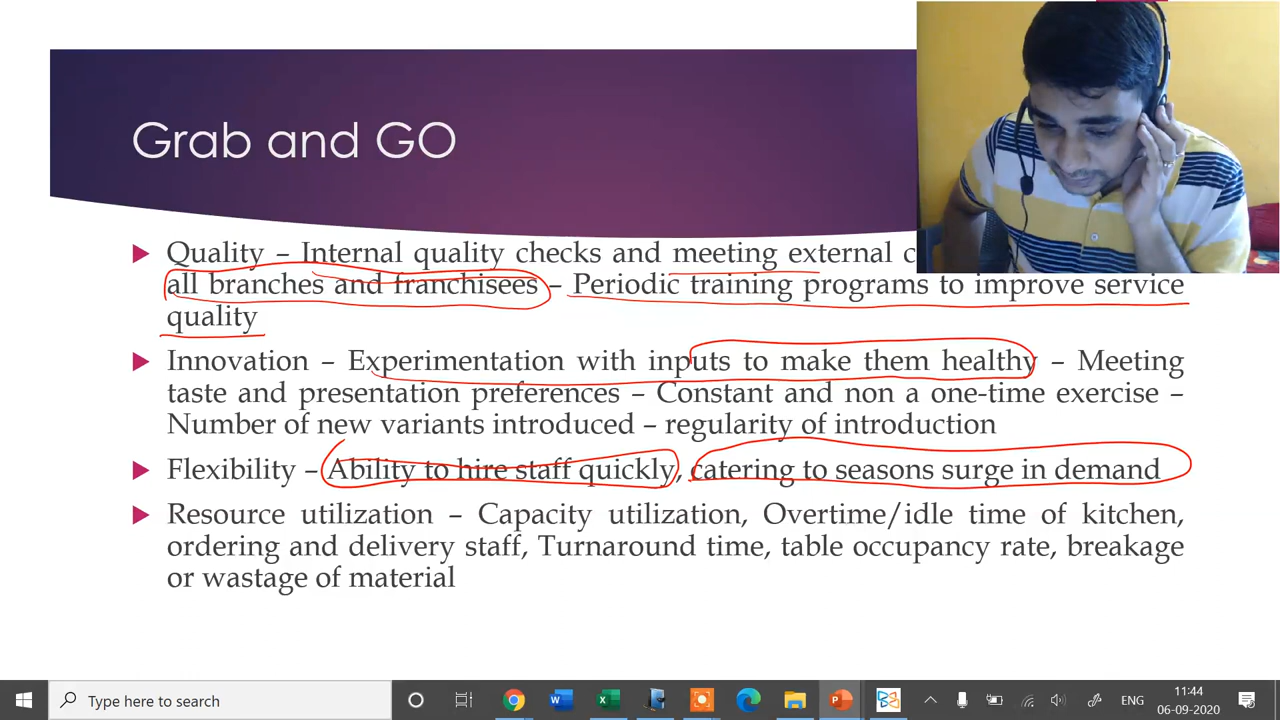 Grab and GO
Quality – Internal quality checks and meeting external
all branches and franchisees – Periodic training programs to improve service
quality
Innovation – Experimentation with inputs to make them healthy – Meeting
taste and presentation preferences – Constant and non a one-time exercise –
Number of new variants introduced – regularity of introduction
Flexibility – Ability to hire staff quickly, catering to seasons surge in demand
Resource utilization – Capacity utilization, Overtime/idle time of kitchen,
ordering and delivery staff, Turnaround time, table occupancy rate, breakage
or wastage of material
Type here to search
ENG
11:44
06-09-2020